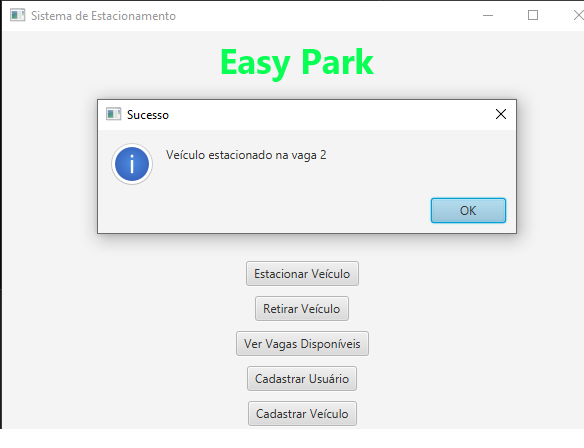 Sistema de Estacionamento
Easy Park
Sucesso
i
Veículo estacionado na vaga 2
OK
Estacionar Veículo
Retirar Veículo
Ver Vagas Disponíveis
Cadastrar Usuário
Cadastrar Veículo